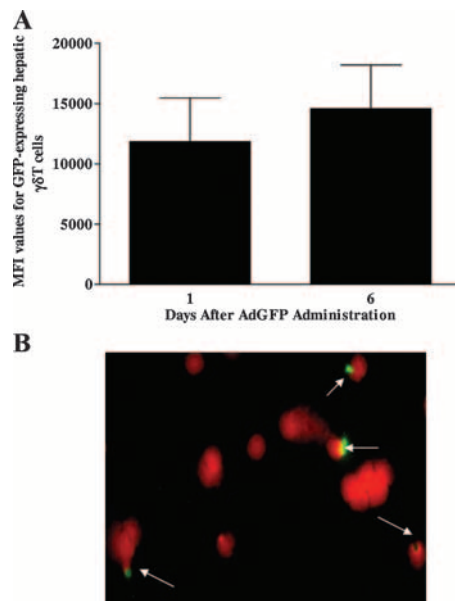 A
MFI values for GFP-expressing hepatic
γδT cells
20000
15000
10000
5000
0
1
6
Days After AdGFP Administration
B